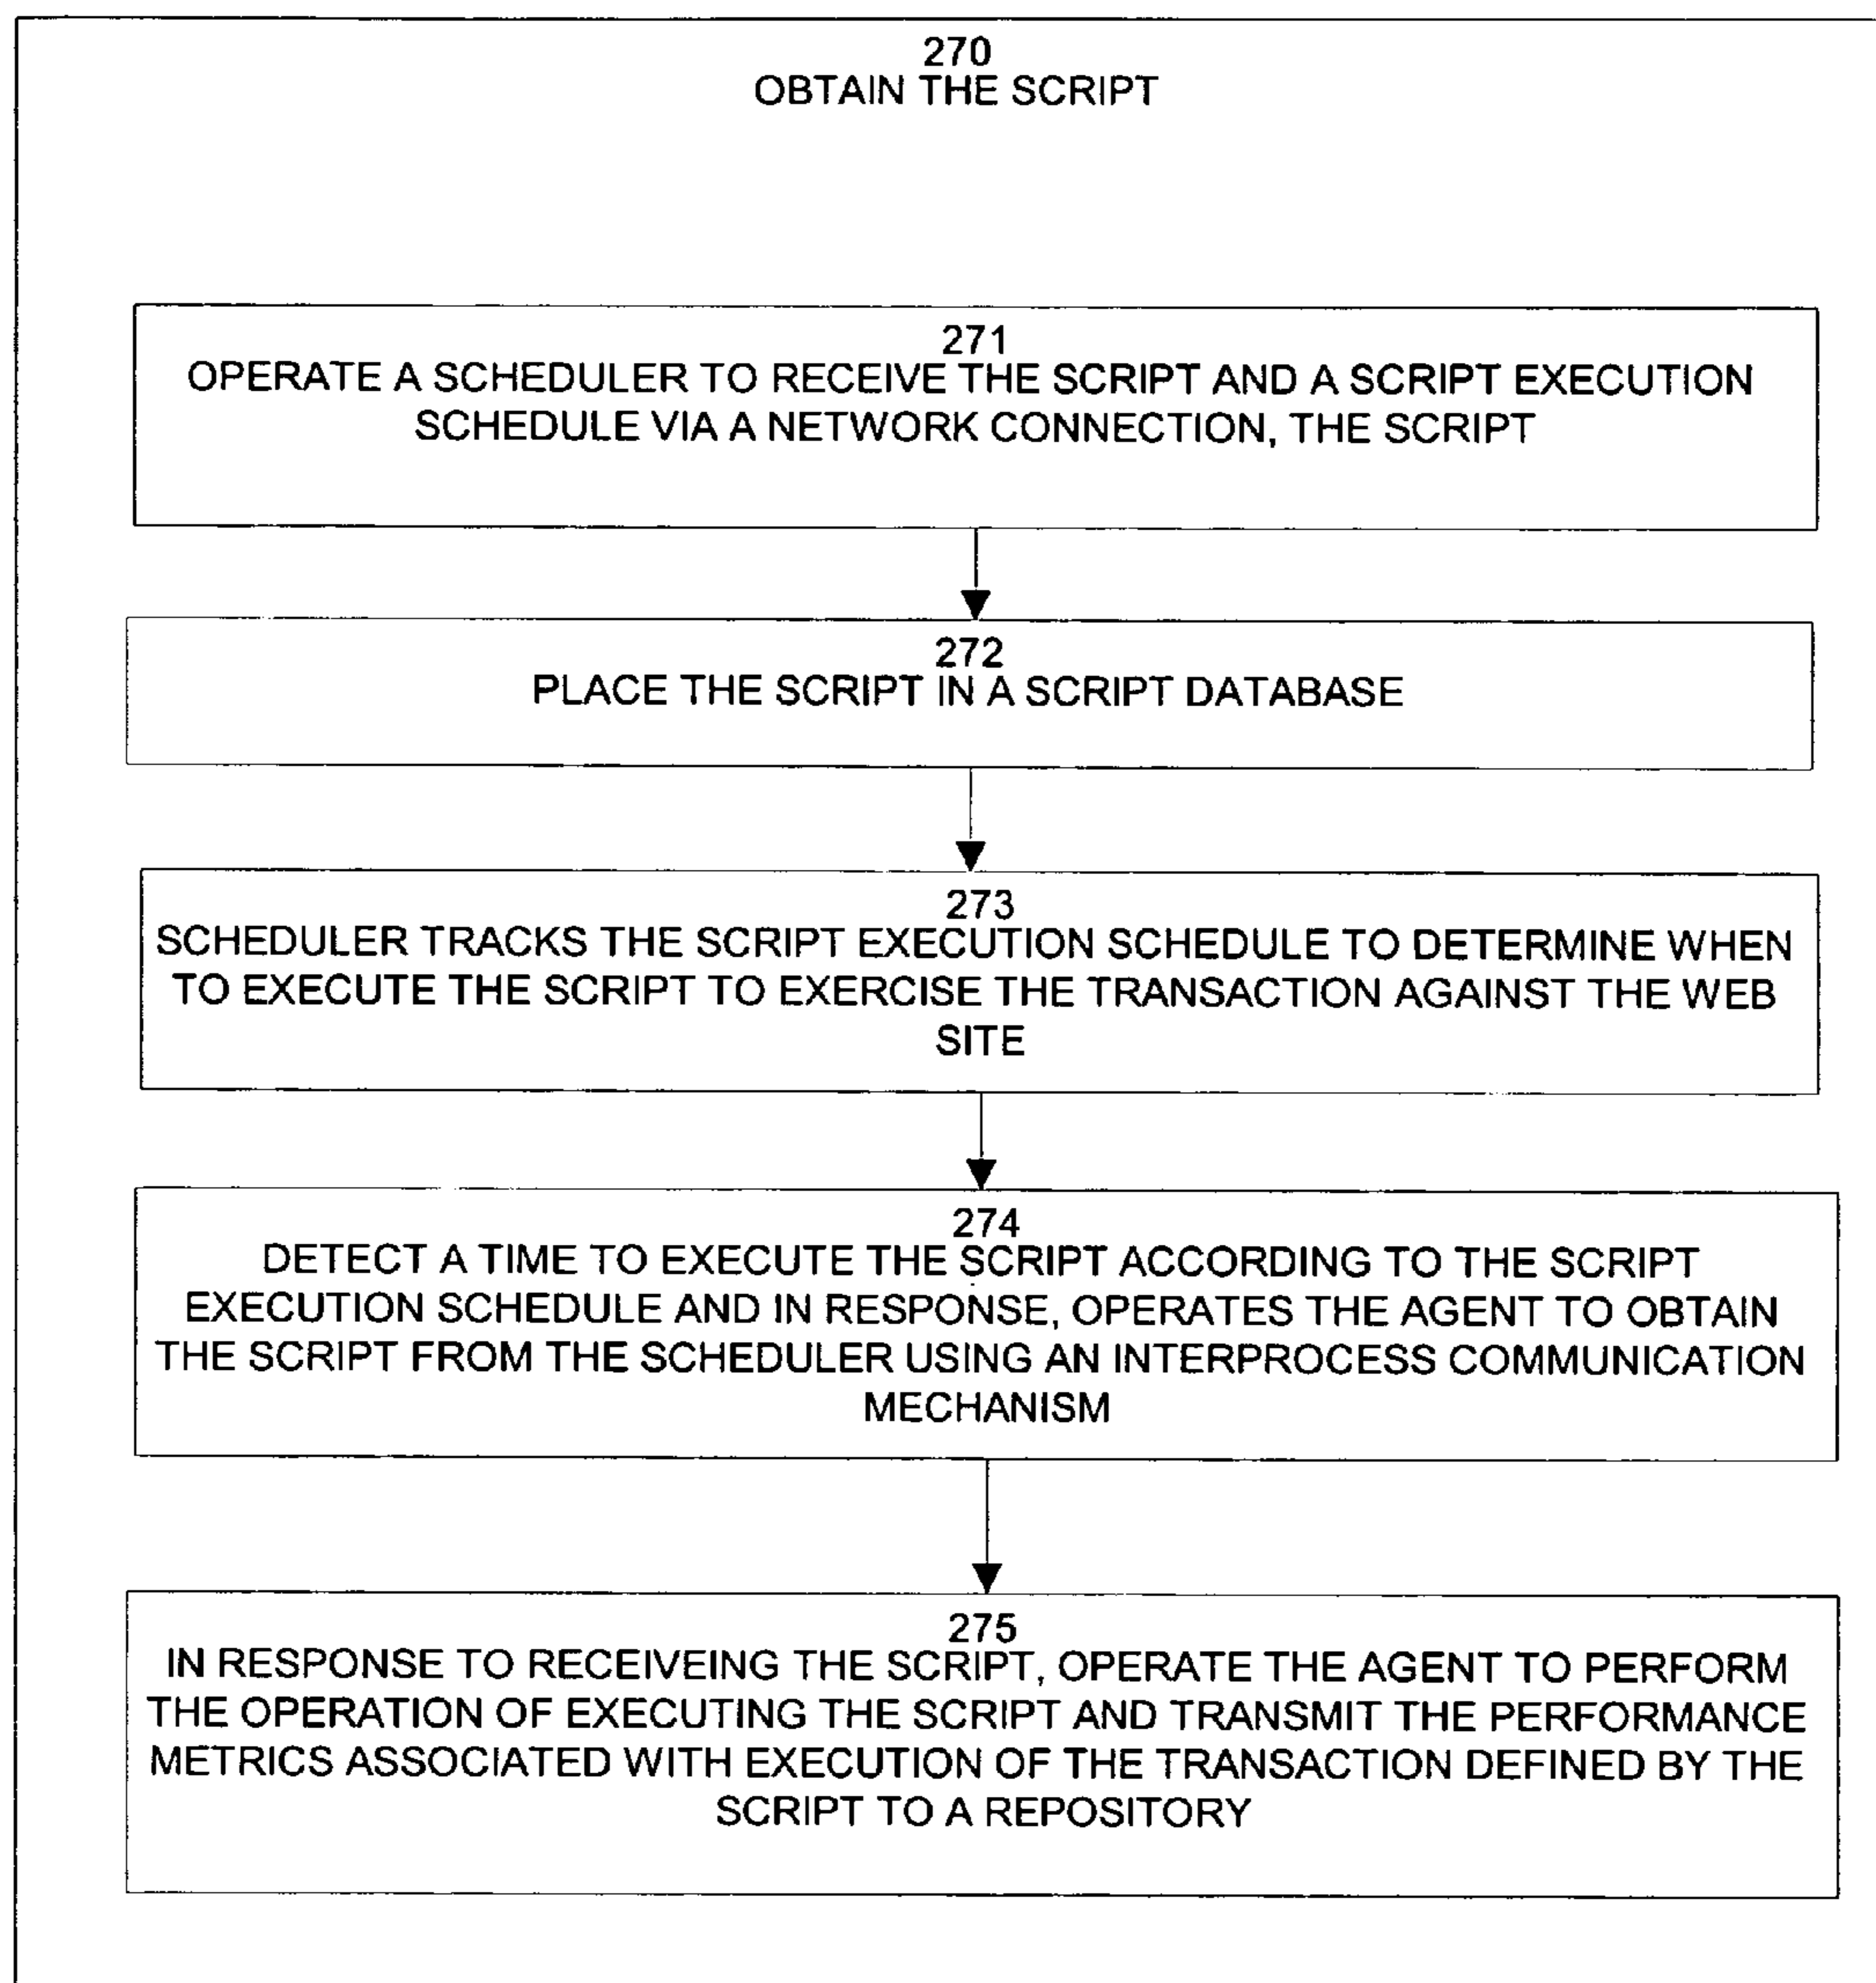 270
OBTAIN THE SCRIPT
271
OPERATE A SCHEDULER TO RECEIVE THE SCRIPT AND A SCRIPT EXECUTION
SCHEDULE VIA A NETWORK CONNECTION, THE SCRIPT
272
PLACE THE SCRIPT IN A SCRIPT DATABASE
273
SCHEDULER TRACKS THE SCRIPT EXECUTION SCHEDULE TO DETERMINE WHEN
TO EXECUTE THE SCRIPT TO EXERCISE THE TRANSACTION AGAINST THE WEB
SITE
274
DETECT A TIME TO EXECUTE THE SCRIPT ACCORDING TO THE SCRIPT
EXECUTION SCHEDULE AND IN RESPONSE, OPERATES THE AGENT TO OBTAIN
THE SCRIPT FROM THE SCHEDULER USING AN INTERPROCESS COMMUNICATION
MECHANISM
275
IN RESPONSE TO RECEIVEING THE SCRIPT, OPERATE THE AGENT TO PERFORM
THE OPERATION OF EXECUTING THE SCRIPT AND TRANSMIT THE PERFORMANCE
METRICS ASSOCIATED WITH EXECUTION OF THE TRANSACTION DEFINED BY THE
SCRIPT TO A REPOSITORY